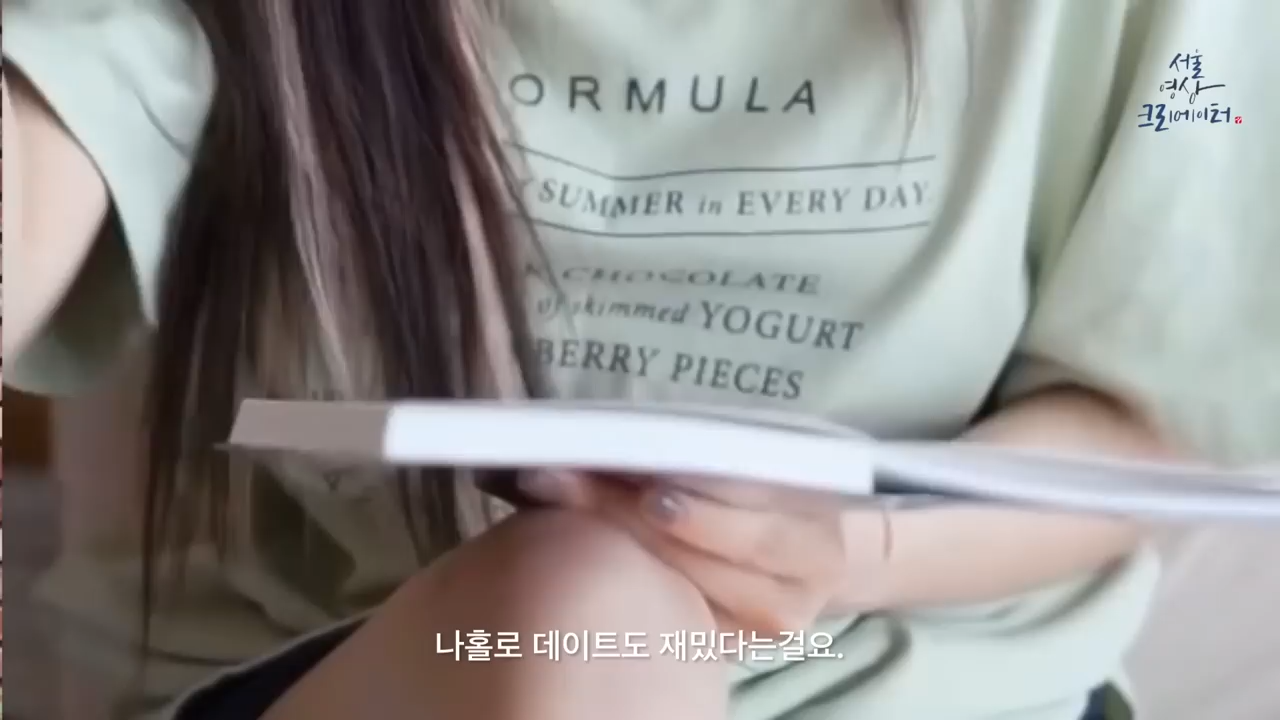 서울
영상
크리에이터
ORMULA
SUMMER in EVERY DAY.
CHOCOLATE
of skimmed YOGURT
BERRY PIECES
나홀로 데이트도 재밌다는걸요.